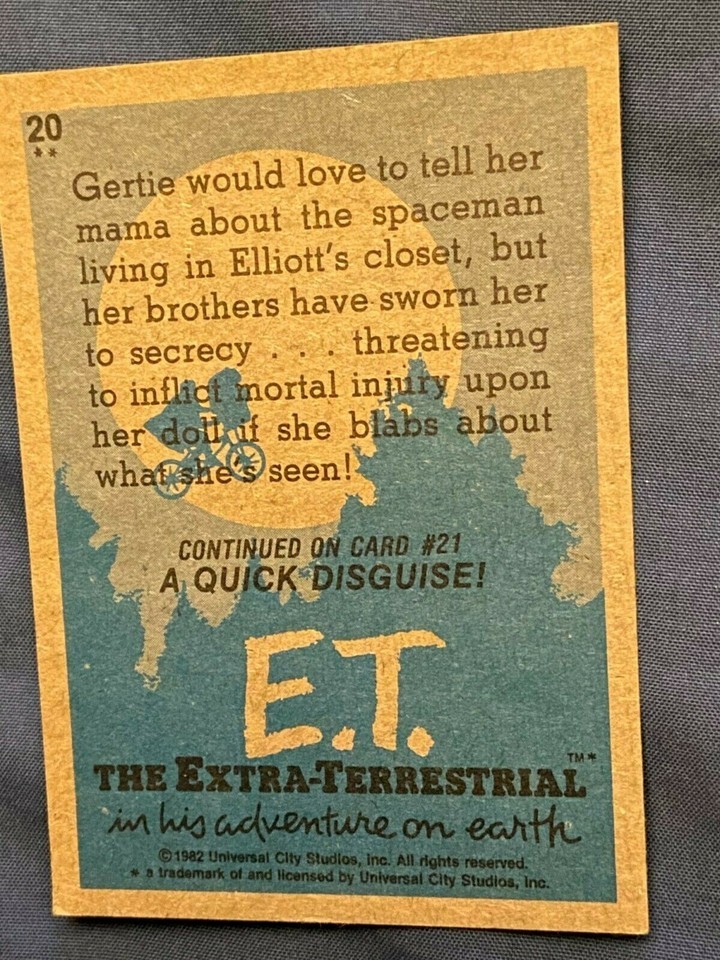 20
**
Gertie would love to tell her
mama about the spaceman
living in Elliott's closet, but
her brothers have sworn her
to secrecy . . . threatening
to inflict mortal injury upon
her doll if she blabs about
what she's seen!
CONTINUED ON CARD #21
A QUICK DISGUISE!
E.T.
THE EXTRA-TERRESTRIAL TM*
in his adventure on earth
©1982 Universal City Studios, Inc. All rights reserved.
* a trademark of and licensed by Universal City Studios, Inc.